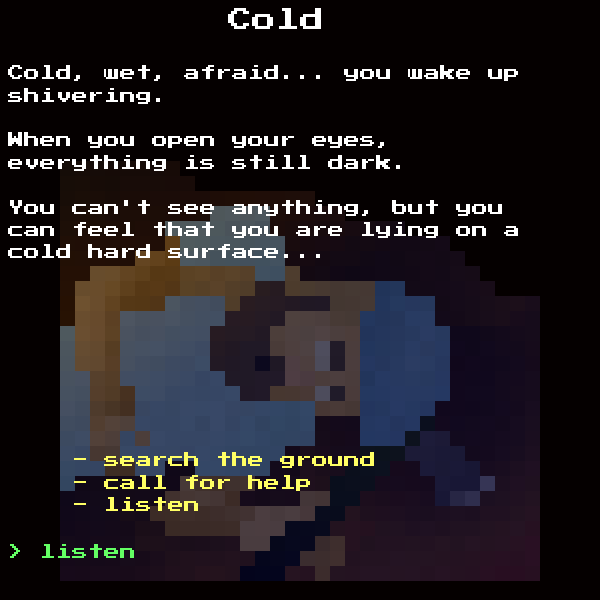 Cold
Cold, wet, afraid... you wake up
shivering.
When you open your eyes,
everything is still dark.
You can't see anything, but you
can feel that you are lying on a
cold hard surface...
- search the ground
- call for help
- listen
> listen